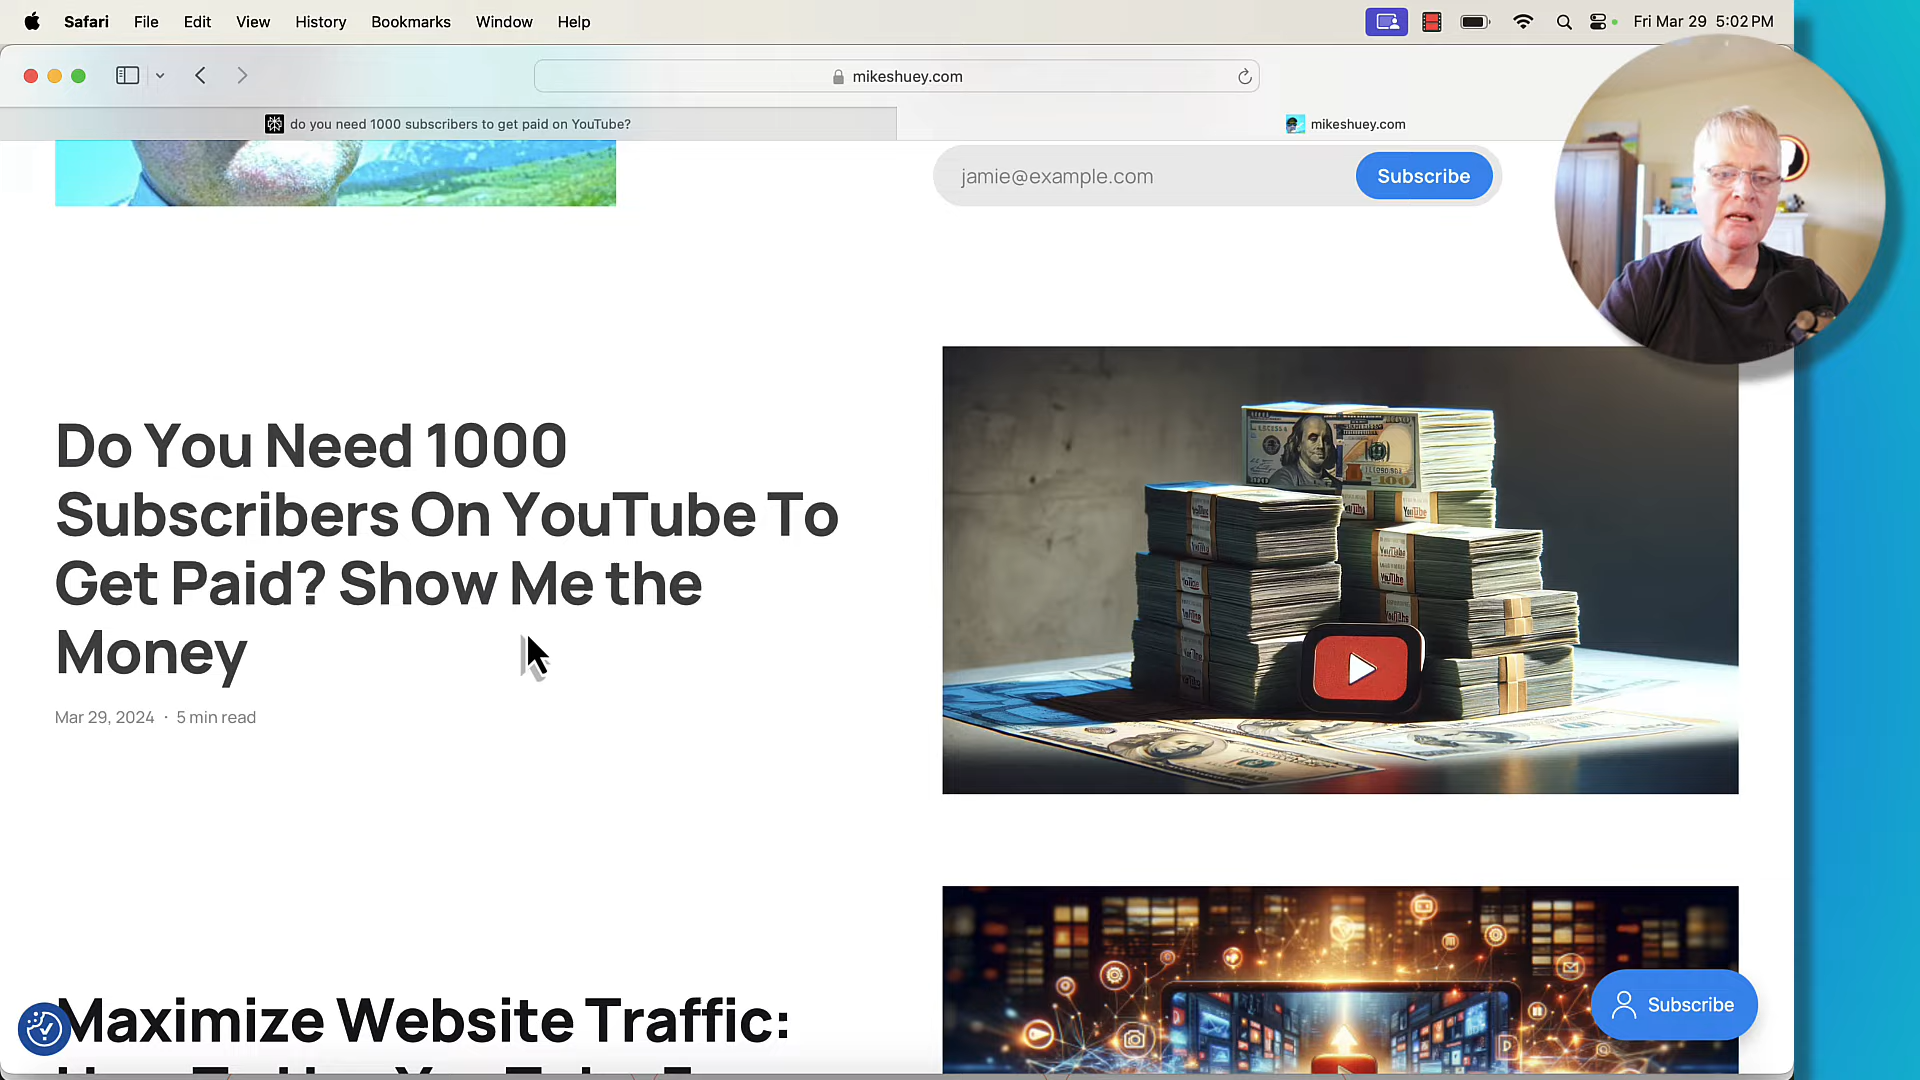 Safari File Edit View History Bookmarks Window Help Fri Mar 29 5:02 PM
mikeshuey.com
do you need 1000 subscribers to get paid on YouTube? mikeshuey.com
jamie@example.com Subscribe
Do You Need 1000
Subscribers On YouTube To
Get Paid? Show Me the
Money
Mar 29, 2024 · 5 min read
100
YouTube
Maximize Website Traffic:
Subscribe